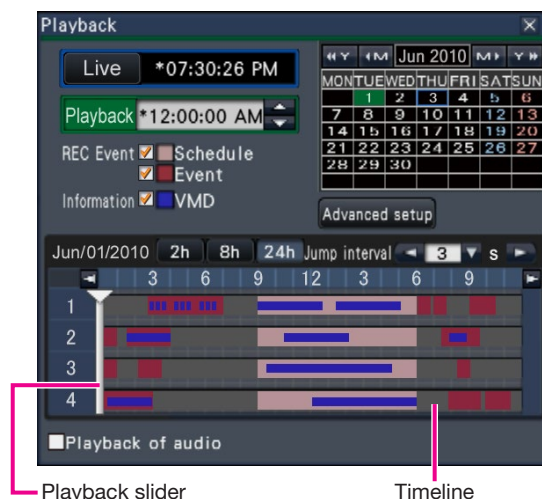 Playback
Live *07:30:26 PM
Playback *12:00:00 AM
REC Event Schedule
Event
Information VMD
Y M Jun 2010 M Y
MON TUE WED THU FRI SAT SUN
1 2 3 4 5 6
7 8 9 10 11 12 13
14 15 16 17 18 19 20
21 22 23 24 25 26 27
28 29 30
Advanced setup
Jun/01/2010 2h 8h 24h Jump interval 3 s
3 6 9 12 3 6 9
1
2
3
4
Playback of audio
Playback slider
Timeline